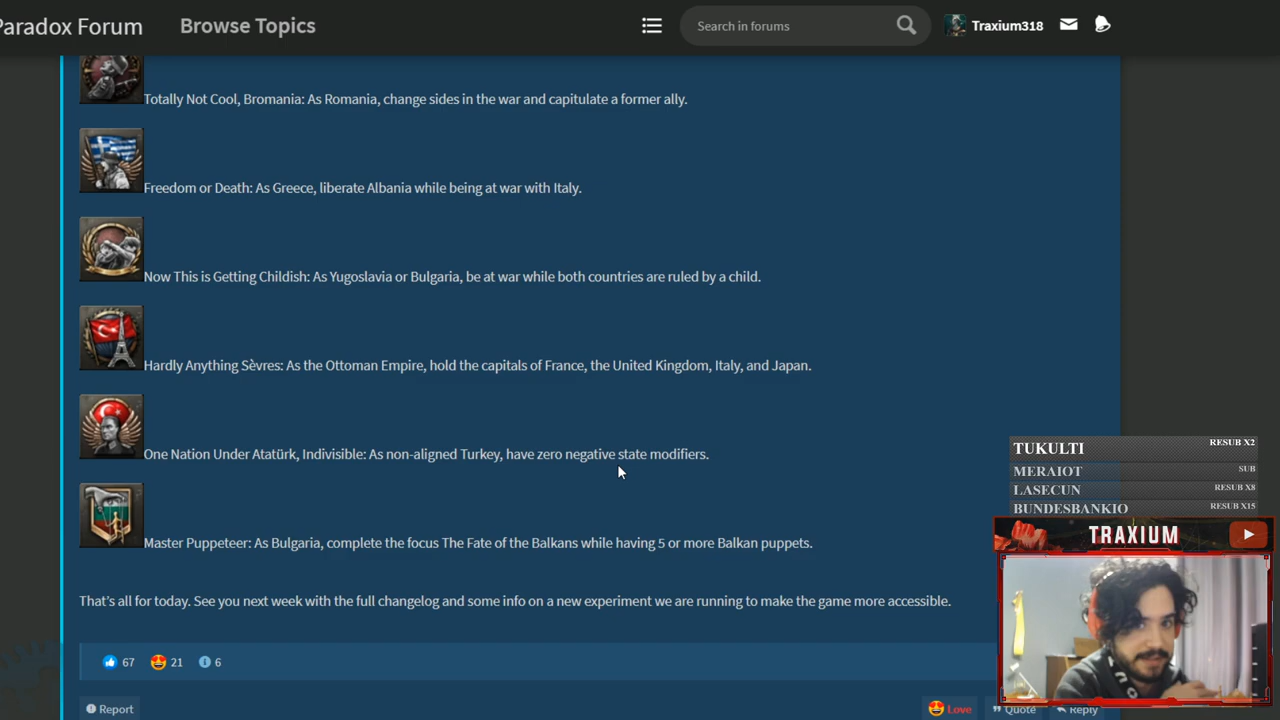 Paradox Forum
Browse Topics
Search in forums
Traxium318
Totally Not Cool, Bromania: As Romania, change sides in the war and capitulate a former ally.
Freedom or Death: As Greece, liberate Albania while being at war with Italy.
Now This is Getting Childish: As Yugoslavia or Bulgaria, be at war while both countries are ruled by a child.
Hardly Anything Sèvres: As the Ottoman Empire, hold the capitals of France, the United Kingdom, Italy, and Japan.
One Nation Under Atatürk, Indivisible: As non-aligned Turkey, have zero negative state modifiers.
Master Puppeteer: As Bulgaria, complete the focus The Fate of the Balkans while having 5 or more Balkan puppets.
That's all for today. See you next week with the full changelog and some info on a new experiment we are running to make the game more accessible.
67 21 6
Report
Love
Quote
Reply
TUKULTI RESUB X2
MERAIOT SUB
LASECUN RESUB X8
BUNDESBANKIO RESUB X15
TRAXIUM